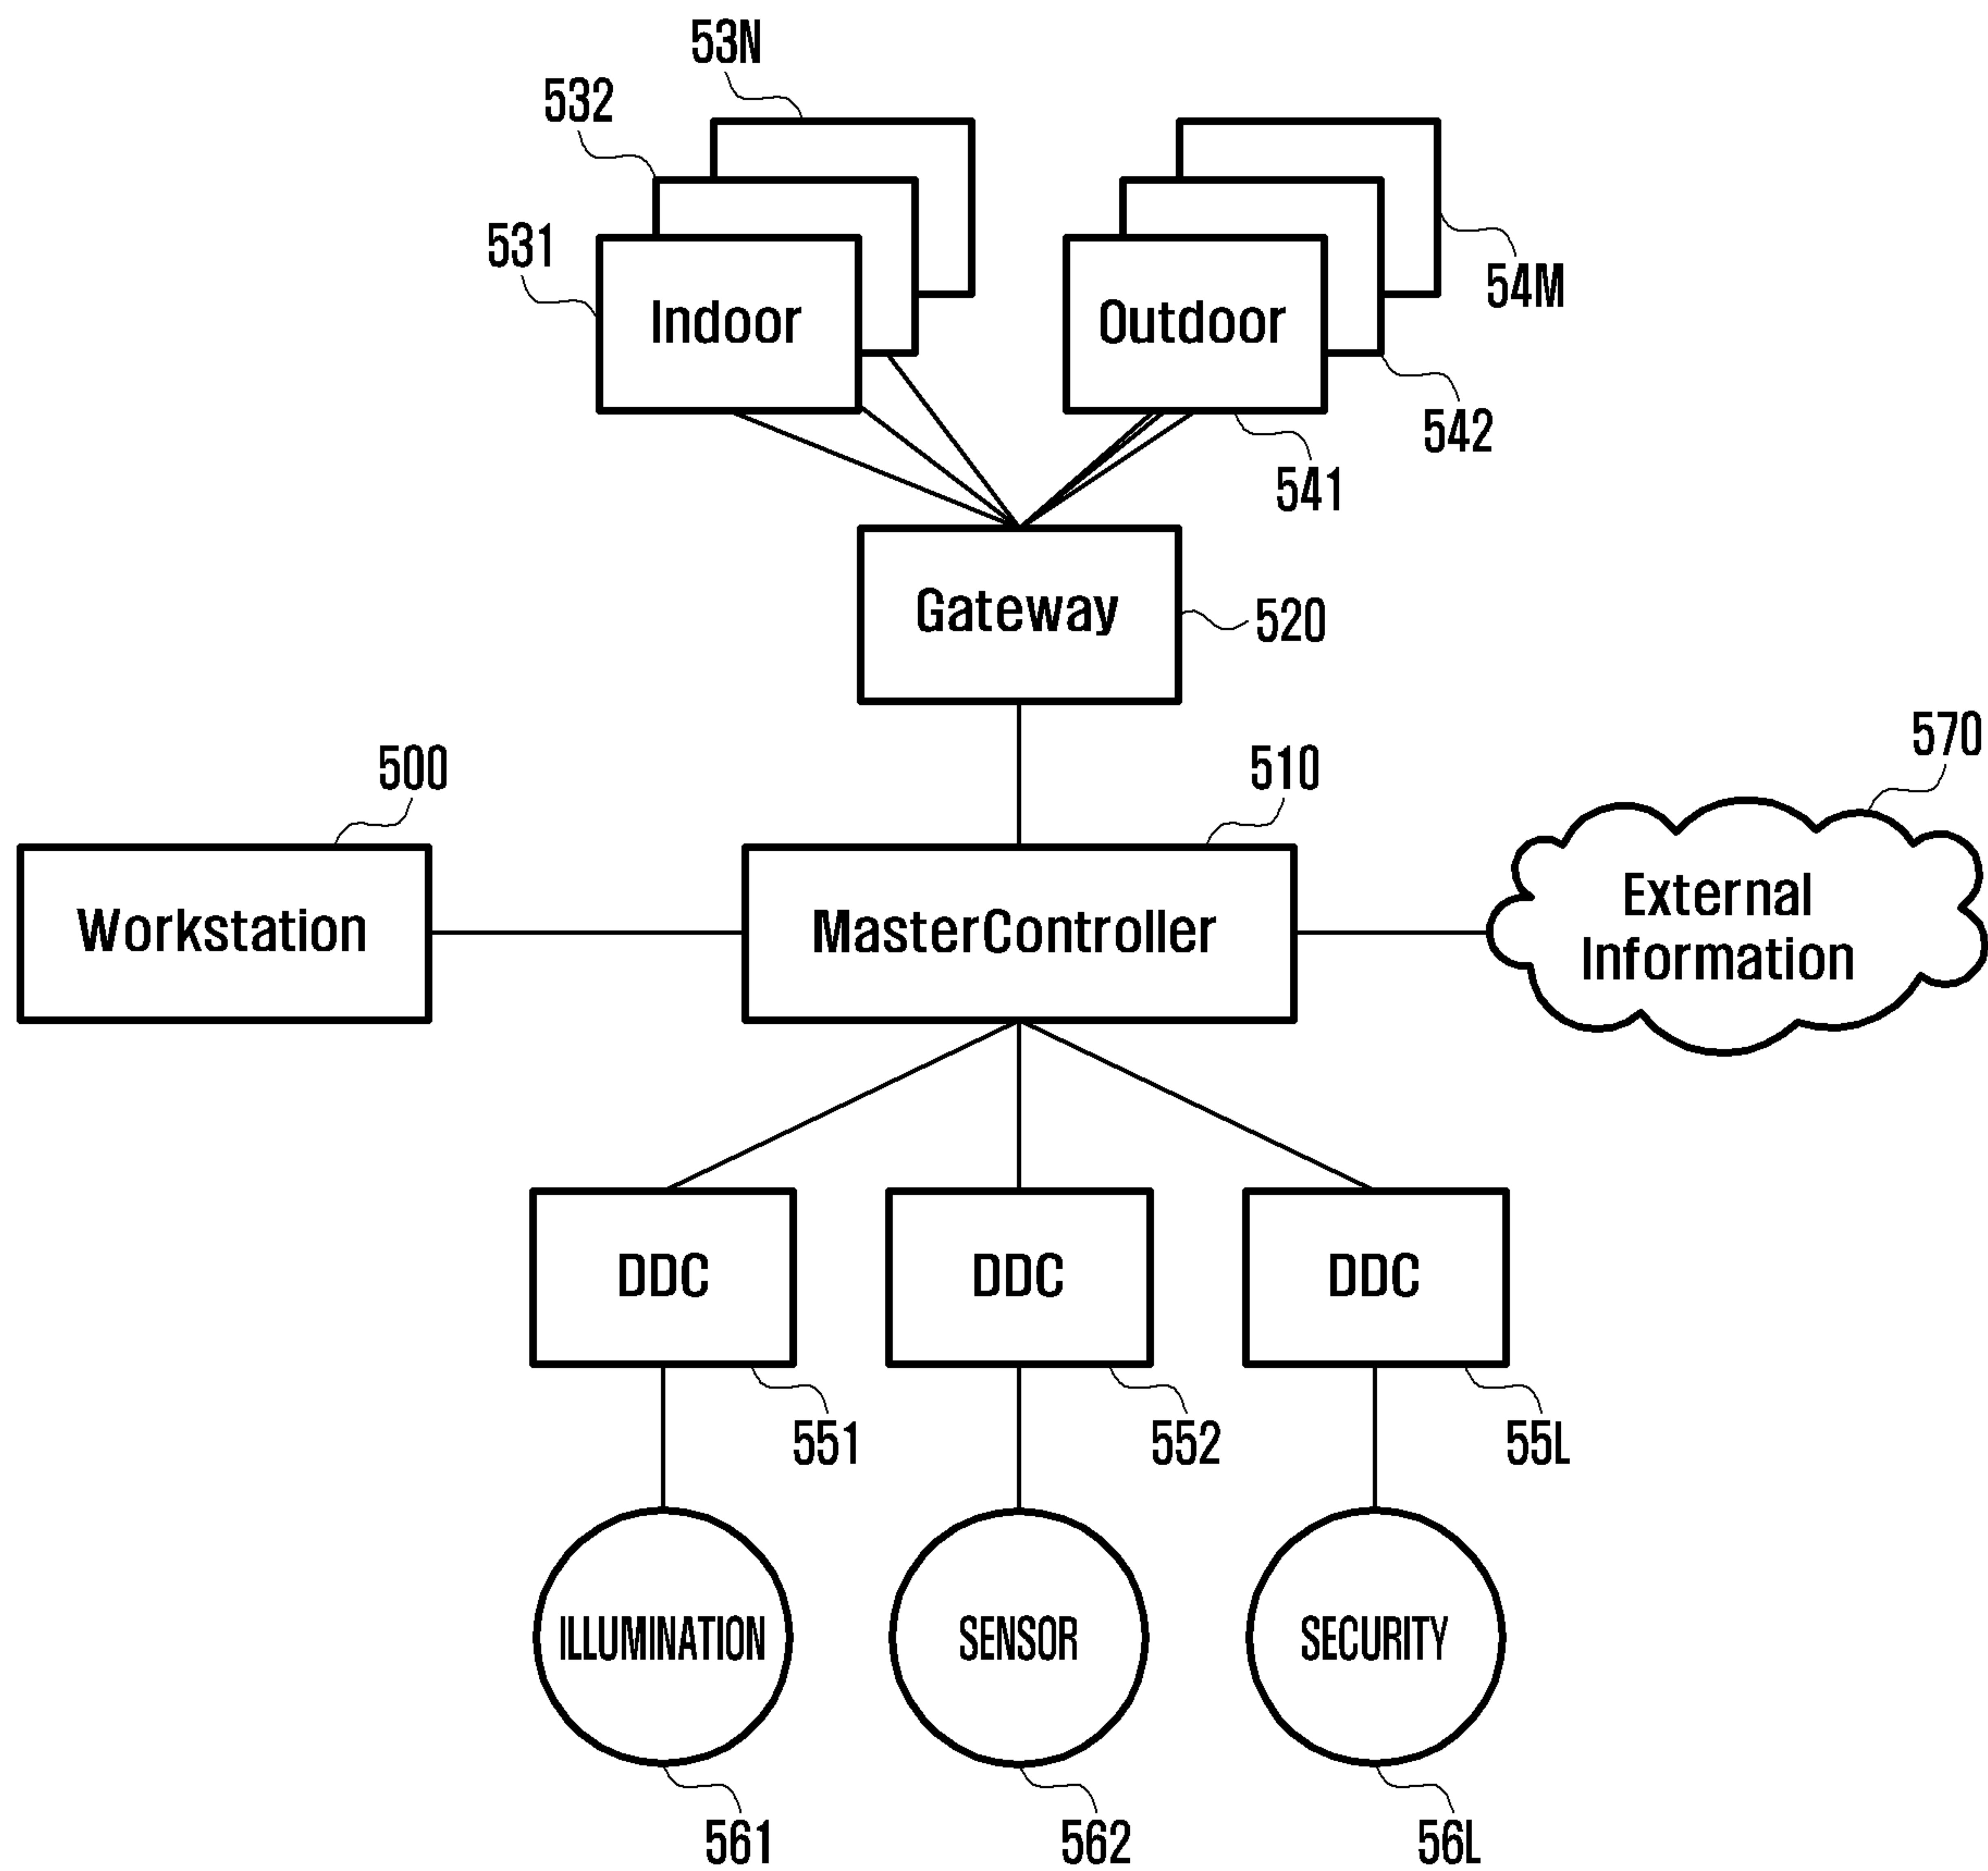 53N
532
531
Indoor
Outdoor
54M
542
541
Gateway
520
570
500
510
Workstation
MasterController
External
Information
DDC
DDC
DDC
551
552
55L
ILLUMINATION
SENSOR
SECURITY
561
562
56L